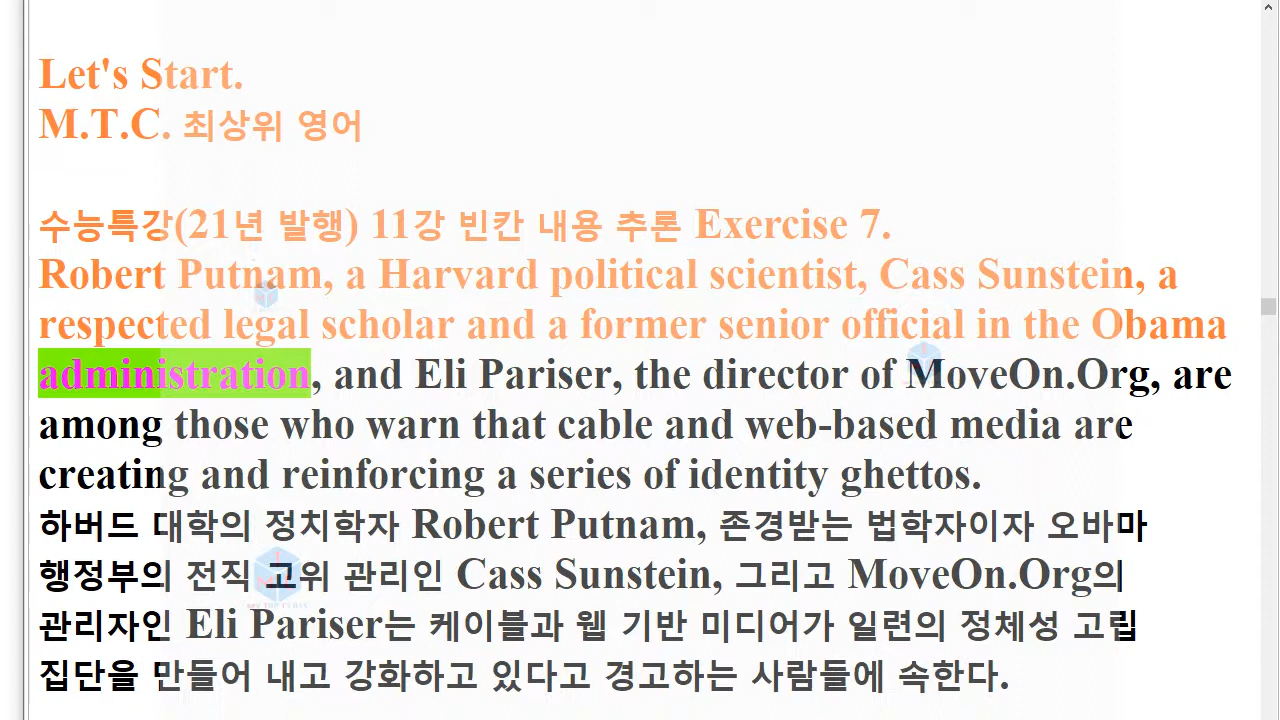 Let's Start.
M.T.C. 최상위 영어
수능특강(21년 발행) 11강 빈칸 내용 추론 Exercise 7.
Robert Putnam, a Harvard political scientist, Cass Sunstein, a
respected legal scholar and a former senior official in the Obama
administration, and Eli Pariser, the director of MoveOn.Org, are
among those who warn that cable and web-based media are
creating and reinforcing a series of identity ghettos.
하버드 대학의 정치학자 Robert Putnam, 존경받는 법학자이자 오바마
행정부의 전직 고위 관리인 Cass Sunstein, 그리고 MoveOn.Org의
관리자인 Eli Pariser는 케이블과 웹 기반 미디어가 일련의 정체성 고립
집단을 만들어 내고 강화하고 있다고 경고하는 사람들에 속한다.